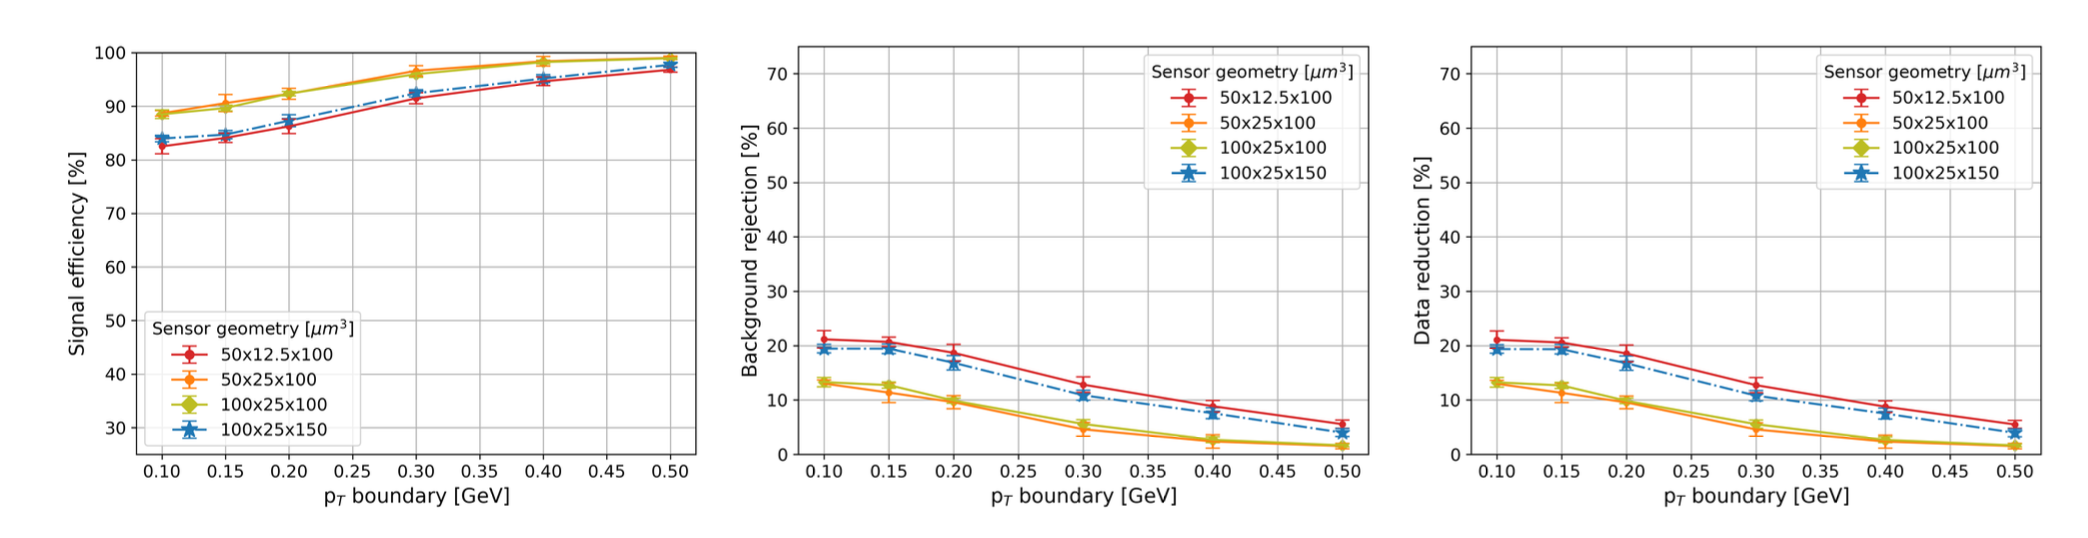 100
90
80
70
60
50
40
30
Signal efficiency [%]
Sensor geometry [μm³]
50x12.5x100
50x25x100
100x25x100
100x25x150
0.10 0.15 0.20 0.25 0.30 0.35 0.40 0.45 0.50
p_T boundary [GeV]
70
60
50
40
30
20
10
0
Background rejection [%]
Sensor geometry [μm³]
50x12.5x100
50x25x100
100x25x100
100x25x150
0.10 0.15 0.20 0.25 0.30 0.35 0.40 0.45 0.50
p_T boundary [GeV]
70
60
50
40
30
20
10
0
Data reduction [%]
Sensor geometry [μm³]
50x12.5x100
50x25x100
100x25x100
100x25x150
0.10 0.15 0.20 0.25 0.30 0.35 0.40 0.45 0.50
p_T boundary [GeV]